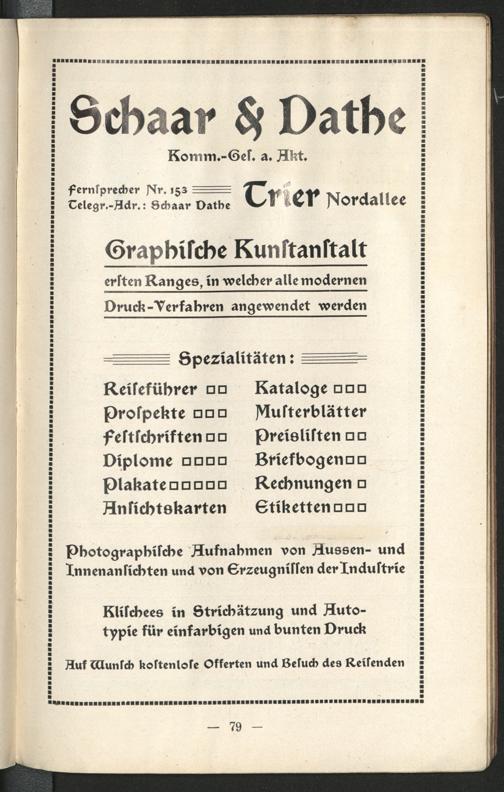 Schaar & Dathe
Komm.-Geſ. a. Akt.
Fernſprecher Nr. 153
Telegr.-Adr.: Schaar Dathe
Trier Nordallee
Graphiſche Kunſtanſtalt
erſten Ranges, in welcher alle modernen
Druck-Verfahren angewendet werden
Spezialitäten:
Reiſeführer
Proſpekte
Feſtſchriften
Diplome
Plakate
Anſichtskarten
Kataloge
Muſterblätter
Preisliſten
Briefbogen
Rechnungen
Etiketten
Photographiſche Aufnahmen von Aussen- und
Innenanſichten und von Erzeugniſſen der Induſtrie
Kliſchees in Strichätzung und Auto-
typie für einfarbigen und bunten Druck
Auf Wunſch koſtenloſe Offerten und Beſuch des Reiſenden
— 79 —